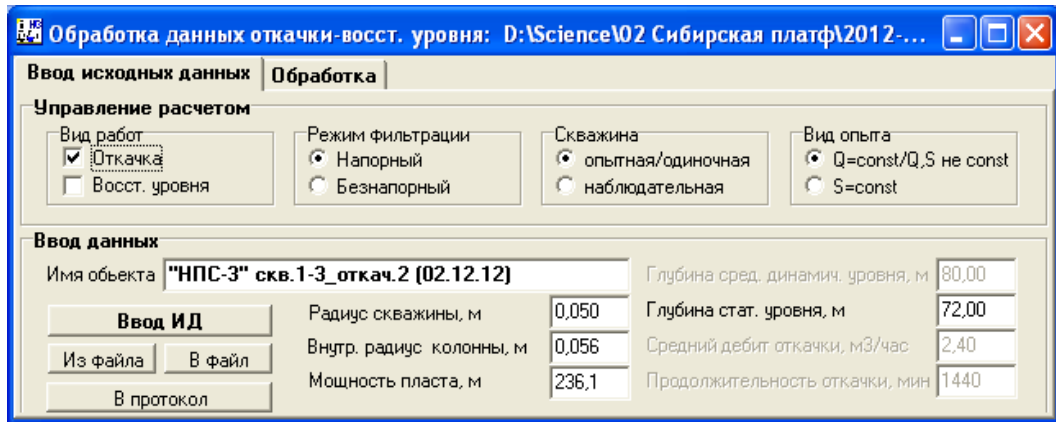 Обработка данных откачки-восст. уровня: D:\Science\02 Сибирская платф\2012-...
Ввод исходных данных Обработка
Управление расчетом
Вид работ Режим фильтрации Скважина Вид опыта
Откачка Напорный опытная/одиночная Q=const/Q,S не const
Восст. уровня Безнапорный наблюдательная S=const
Ввод данных
Имя обьекта "НПС-3" скв.1-3_откач.2 (02.12.12) Глубина сред. динамич. уровня, м 80,00
Ввод ИД Радиус скважины, м 0,050 Глубина стат. уровня, м 72,00
Из файла В файл Внутр. радиус колонны, м 0,056 Средний дебит откачки, м3/час 2,40
В протокол Мощность пласта, м 236,1 Продолжительность откачки, мин 1440